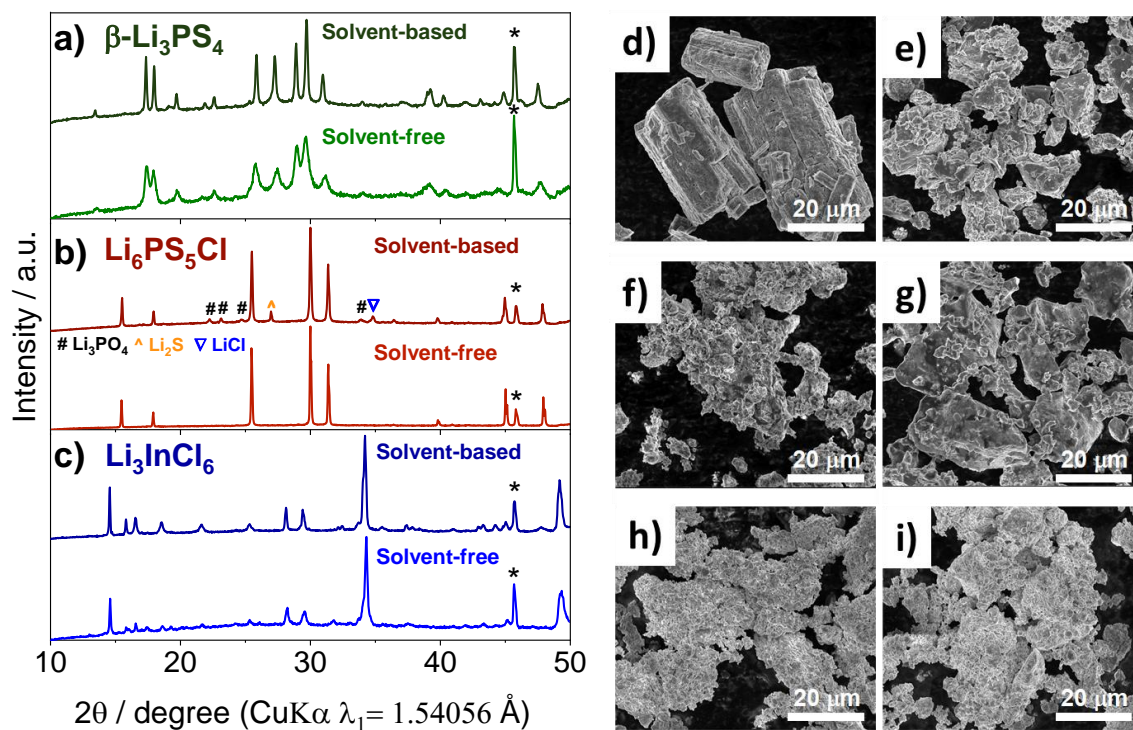 a)
β-Li₃PS₄
Solvent-based
*
*
Solvent-free
b)
Li₆PS₅Cl
Solvent-based
##
#
^
#
∇
*
# Li₃PO₄ ^ Li₂S ∇ LiCl
Solvent-free
*
c)
Li₃InCl₆
Solvent-based
*
Solvent-free
*
10 20 30 40 50
2θ / degree (CuKα λ₁= 1.54056 Å)
Intensity / a.u.
d)
20 μm
e)
20 μm
f)
20 μm
g)
20 μm
h)
20 μm
i)
20 μm